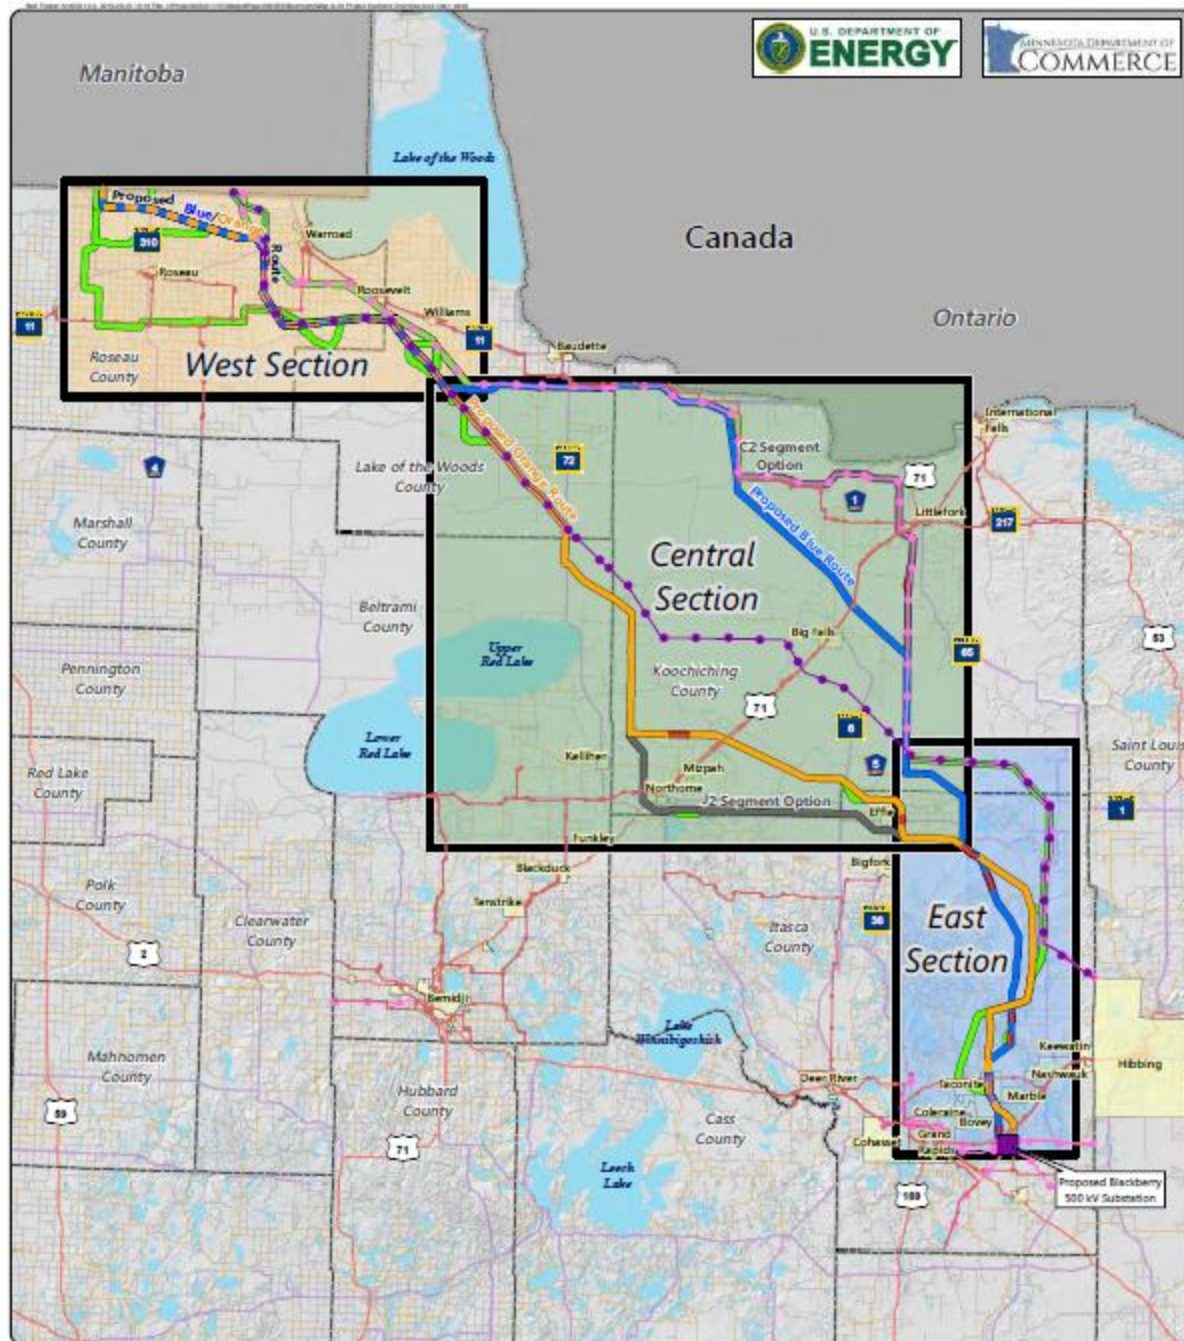 U.S. DEPARTMENT OF
ENERGY
MINNESOTA DEPARTMENT OF
COMMERCE
Manitoba
Lake of the Woods
Canada
Ontario
Proposed
Blue/Orange
Route
310
Warroad
Roseau
Roosevelt
Williams
11
11
Baudette
Roseau
County
West Section
International
Falls
Proposed Orange Route
C2 Segment
Option
72
71
4
Lake of the Woods
County
1
Littlefork
217
Marshall
County
Proposed Blue Route
Central
Section
53
Beltrami
County
Big Falls
65
Upper
Red Lake
Pennington
County
Koochiching
County
71
6
Lower
Red Lake
Saint Louis
County
Kelliher
5
Red Lake
County
Mizpah
Northome
J2 Segment Option
1
Effie
Funkley
Blackduck
Bigfork
Polk
County
Tenstrike
Clearwater
County
38
Itasca
County
East
Section
2
Bemidji
Lake
Winnibigoshish
Keewatin
Hibbing
Mahnomen
County
Deer River
Nashwauk
Taconite
Marble
Hubbard
County
59
Coleraine
Bovey
Cass
County
Cohasset
Grand
Rapids
71
Leech
Lake
Proposed Blackberry
500 kV Substation
169